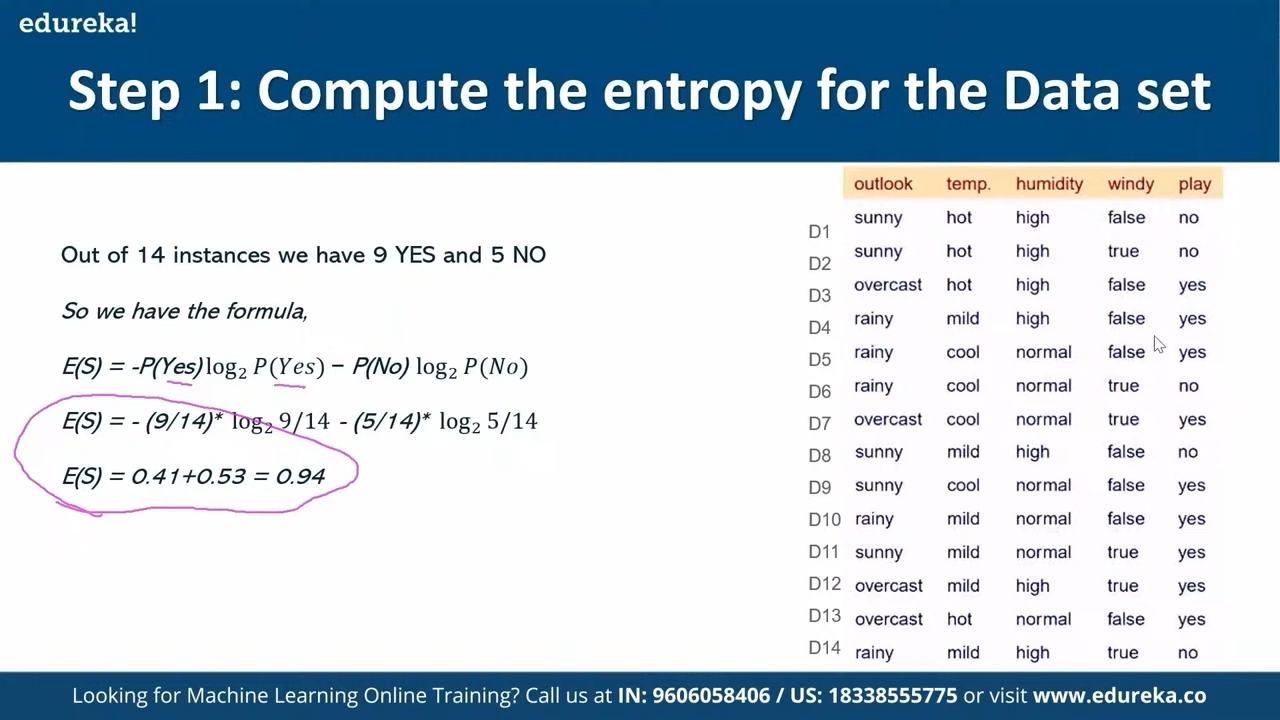 edureka!
Step 1: Compute the entropy for the Data set
Out of 14 instances we have 9 YES and 5 NO
So we have the formula,
E(S) = -P(Yes) log₂ P(Yes) − P(No) log₂ P(No)
E(S) = - (9/14)* log₂ 9/14 - (5/14)* log₂ 5/14
E(S) = 0.41+0.53 = 0.94
outlook temp. humidity windy play
D1 sunny hot high false no
D2 sunny hot high true no
D3 overcast hot high false yes
D4 rainy mild high false yes
D5 rainy cool normal false yes
D6 rainy cool normal true no
D7 overcast cool normal true yes
D8 sunny mild high false no
D9 sunny cool normal false yes
D10 rainy mild normal false yes
D11 sunny mild normal true yes
D12 overcast mild high true yes
D13 overcast hot normal false yes
D14 rainy mild high true no
Looking for Machine Learning Online Training? Call us at IN: 9606058406 / US: 18338555775 or visit www.edureka.co